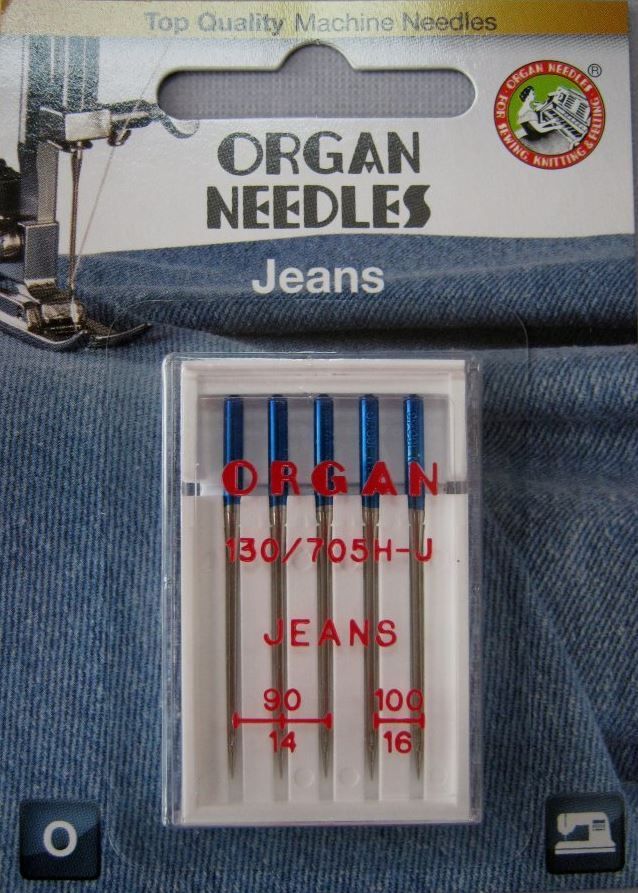 Top Quality Machine Needles
ORGAN NEEDLES
FOR SEWING, KNITTING & FELTING
®
ORGAN
NEEDLES
Jeans
ORGAN
130/705H-J
JEANS
90 100
14 16
O